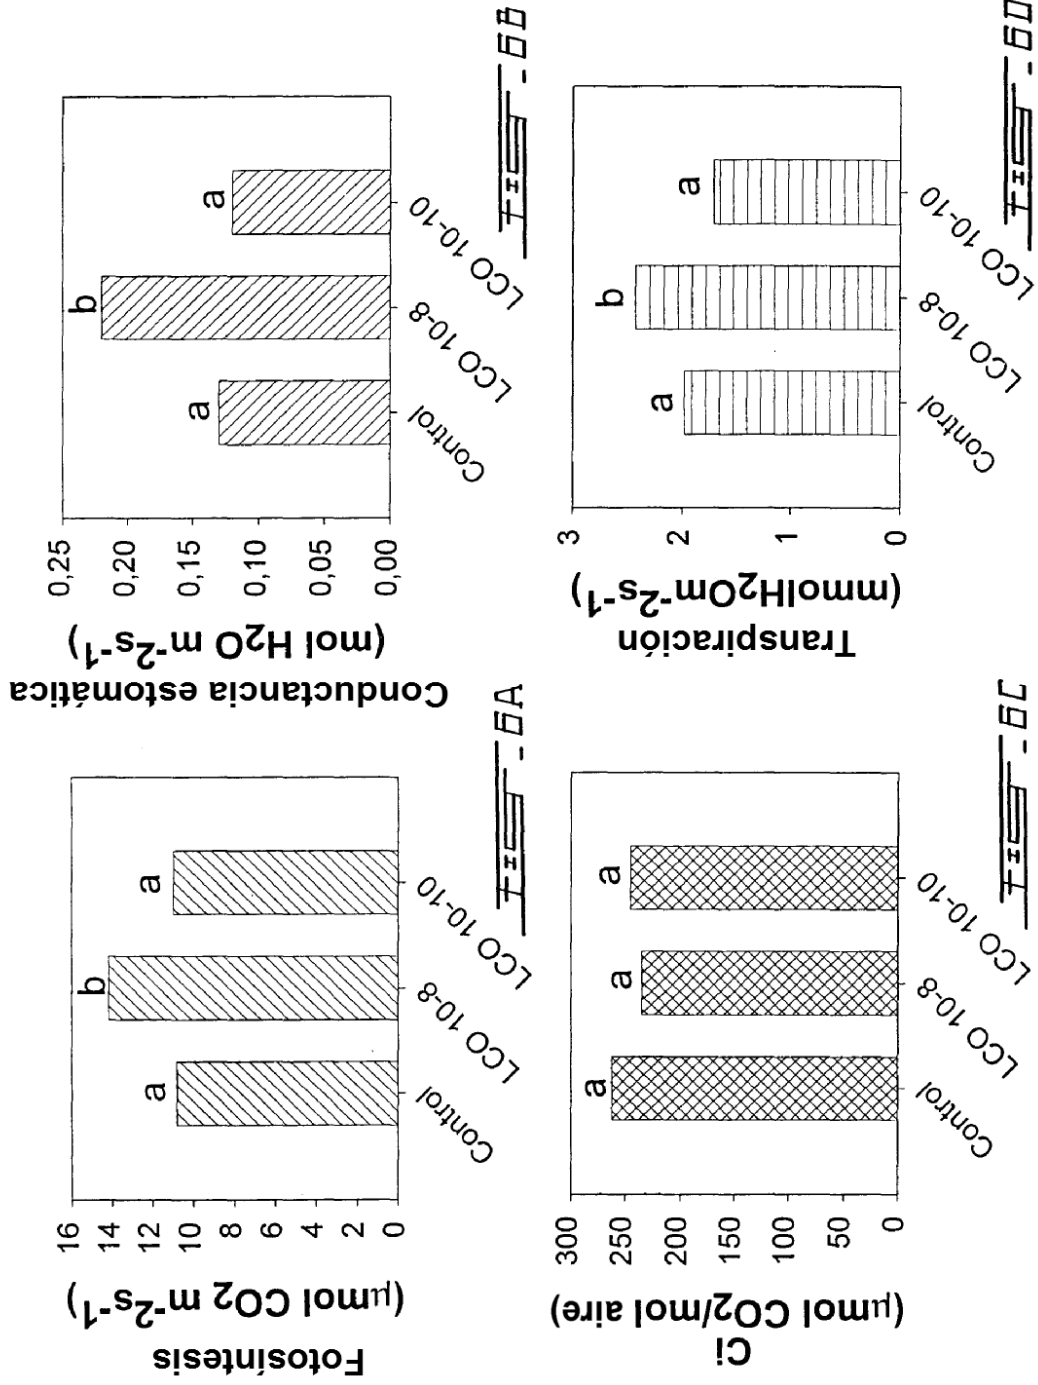 Fotosíntesis
(µmol CO2 m-2s-1)
16
14
12
10
8
6
4
2
0
a
b
a
Control
LCO 10-8
LCO 10-10
FIG-6A
Conductancia estomática
(mol H2O m-2s-1)
0,25
0,20
0,15
0,10
0,05
0,00
a
b
a
Control
LCO 10-8
LCO 10-10
FIG-6B
Ci
(µmol CO2/mol aire)
300
250
200
150
100
50
0
a
a
a
Control
LCO 10-8
LCO 10-10
FIG-6C
Transpiración
(mmolH2Om-2s-1)
3
2
1
0
a
b
a
Control
LCO 10-8
LCO 10-10
FIG-6D